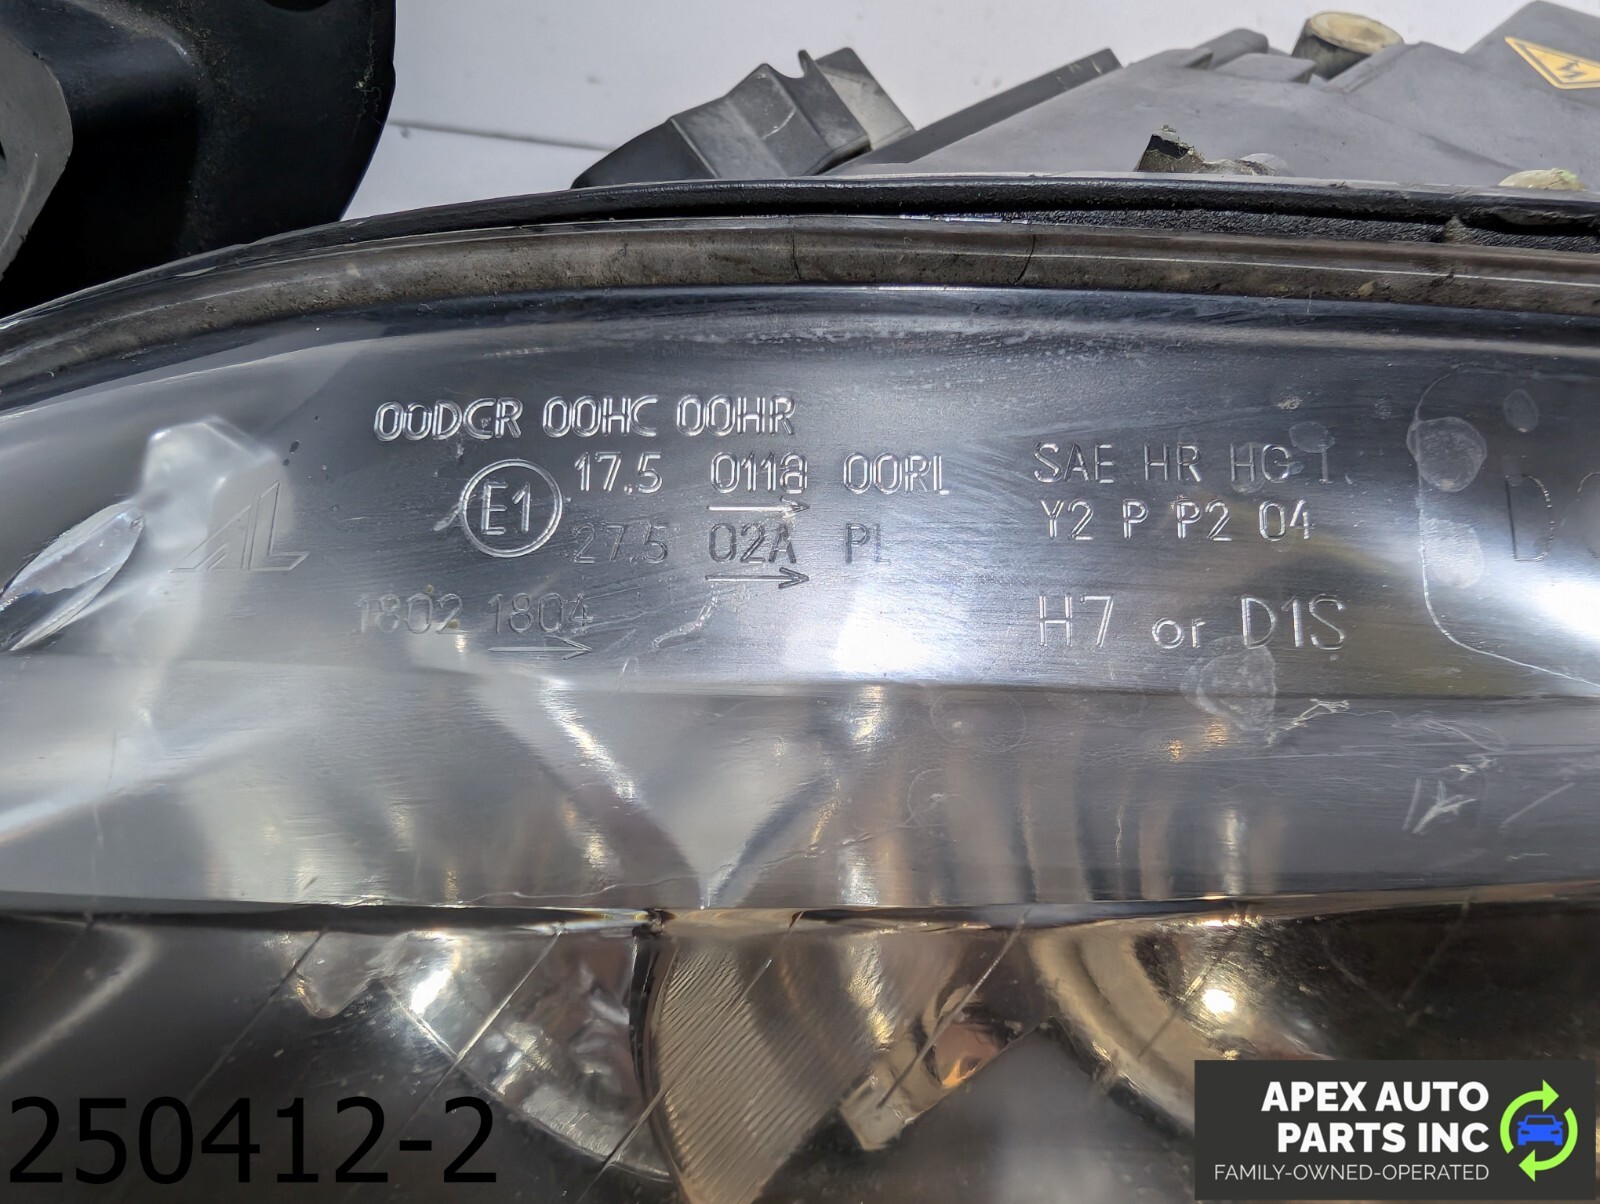 00DCR 00HC 00HR
E1 17.5 0118 00RL
27.5 02A PL
1802 1804
AL
SAE HR HG
Y2 P P2 04
H7 or D1S
250412-2
APEX AUTO
PARTS INC
FAMILY-OWNED-OPERATED